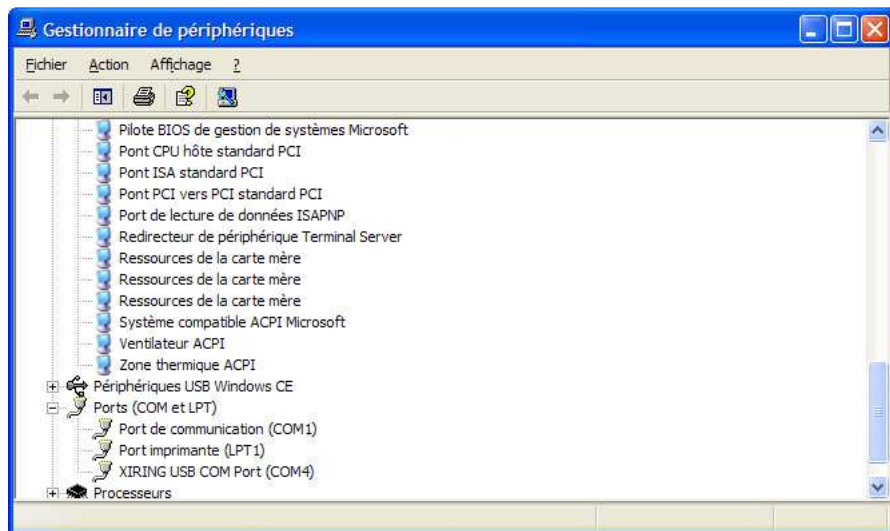 Gestionnaire de périphériques
Fichier Action Affichage ?
Pilote BIOS de gestion de systèmes Microsoft
Pont CPU hôte standard PCI
Pont ISA standard PCI
Pont PCI vers PCI standard PCI
Port de lecture de données ISAPNP
Redirecteur de périphérique Terminal Server
Ressources de la carte mère
Ressources de la carte mère
Ressources de la carte mère
Système compatible ACPI Microsoft
Ventilateur ACPI
Zone thermique ACPI
Périphériques USB Windows CE
Ports (COM et LPT)
Port de communication (COM1)
Port imprimante (LPT1)
XIRING USB COM Port (COM4)
Processeurs